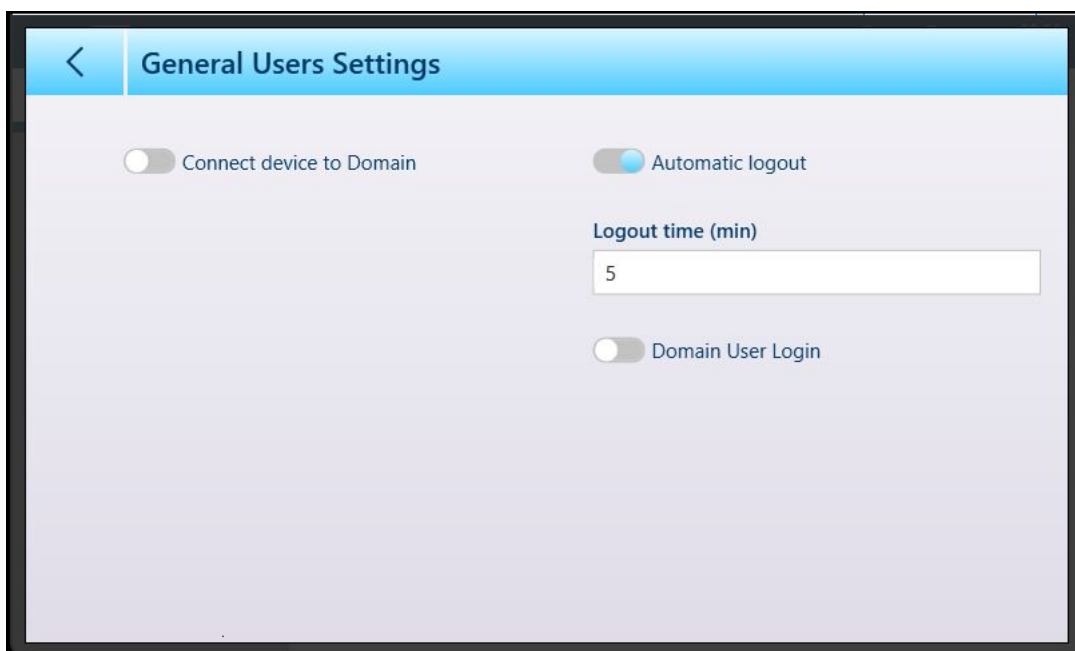 General Users Settings
Connect device to Domain
Automatic logout
Logout time (min)
5
Domain User Login